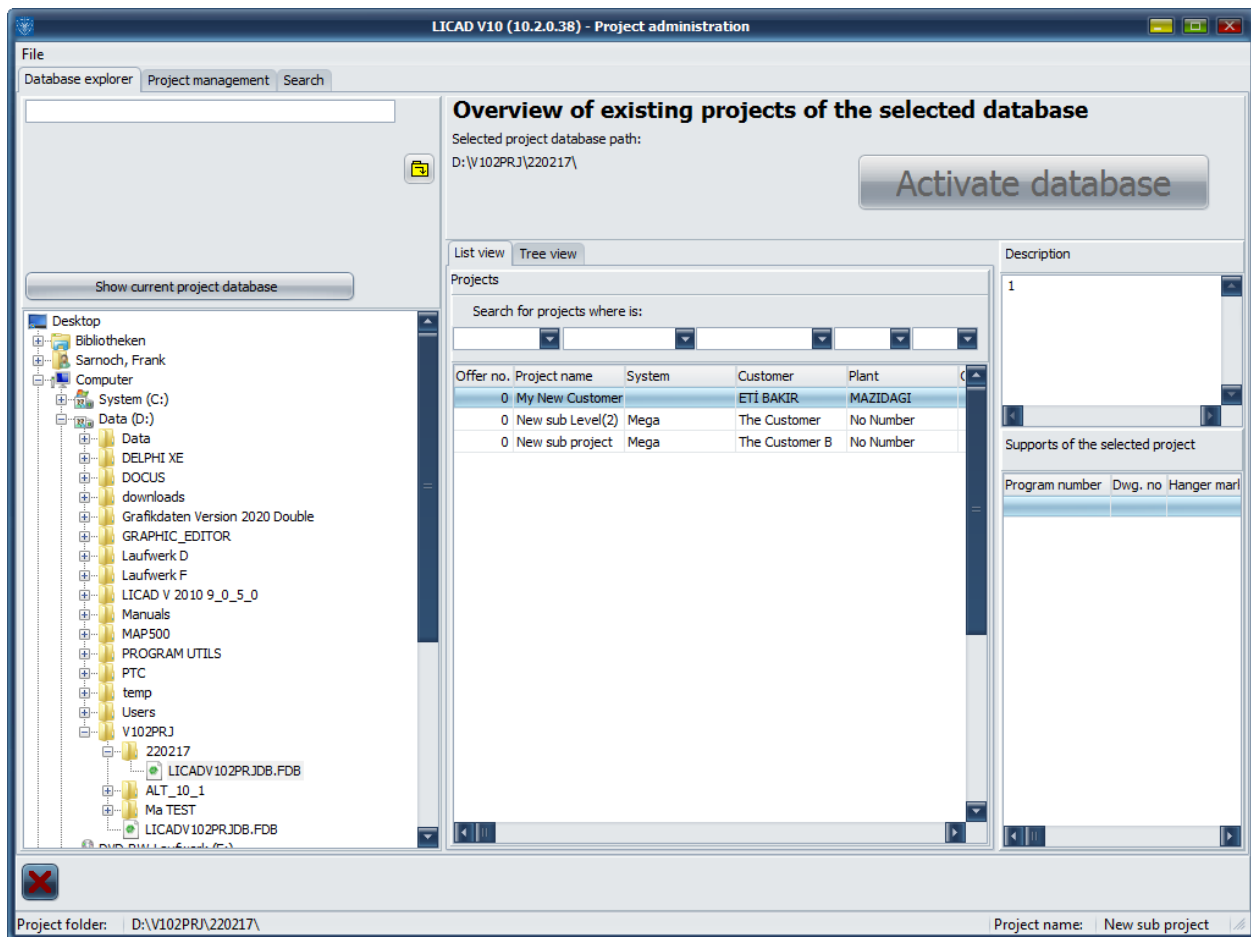 LICAD V10 (10.2.0.38) - Project administration
File
Database explorer Project management Search
Overview of existing projects of the selected database
Selected project database path:
D:\V102PRJ\220217\
Activate database
Show current project database
Desktop
Bibliotheken
Sarnoch, Frank
Computer
System (C:)
Data (D:)
Data
DELPHI XE
DOCUS
downloads
Grafikdaten Version 2020 Double
GRAPHIC_EDITOR
Laufwerk D
Laufwerk F
LICAD V 2010 9_0_5_0
Manuals
MAP500
PROGRAM UTILS
PTC
temp
Users
V102PRJ
220217
LICADV102PRJDB.FDB
ALT_10_1
Ma TEST
LICADV102PRJDB.FDB
DVD-RW-Laufwerk (E:)
List view Tree view
Projects
Search for projects where is:
Offer no. Project name System Customer Plant
0 My New Customer ETİ BAKIR MAZIDAGI
0 New sub Level(2) Mega The Customer No Number
0 New sub project Mega The Customer B No Number
Description
1
Supports of the selected project
Program number Dwg. no Hanger mark
Project folder: D:\V102PRJ\220217\
Project name: New sub project